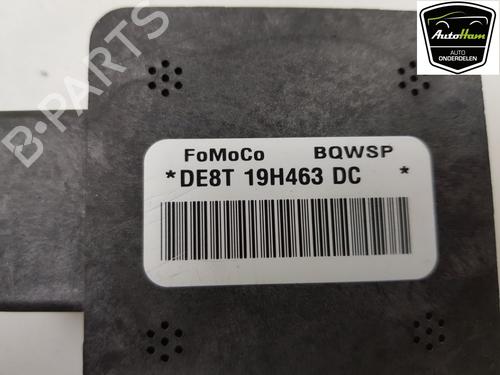 AutoHam
AUTO
ONDERDELEN
B-PARTS
FoMoCo BQWSP
*DE8T 19H463 DC *